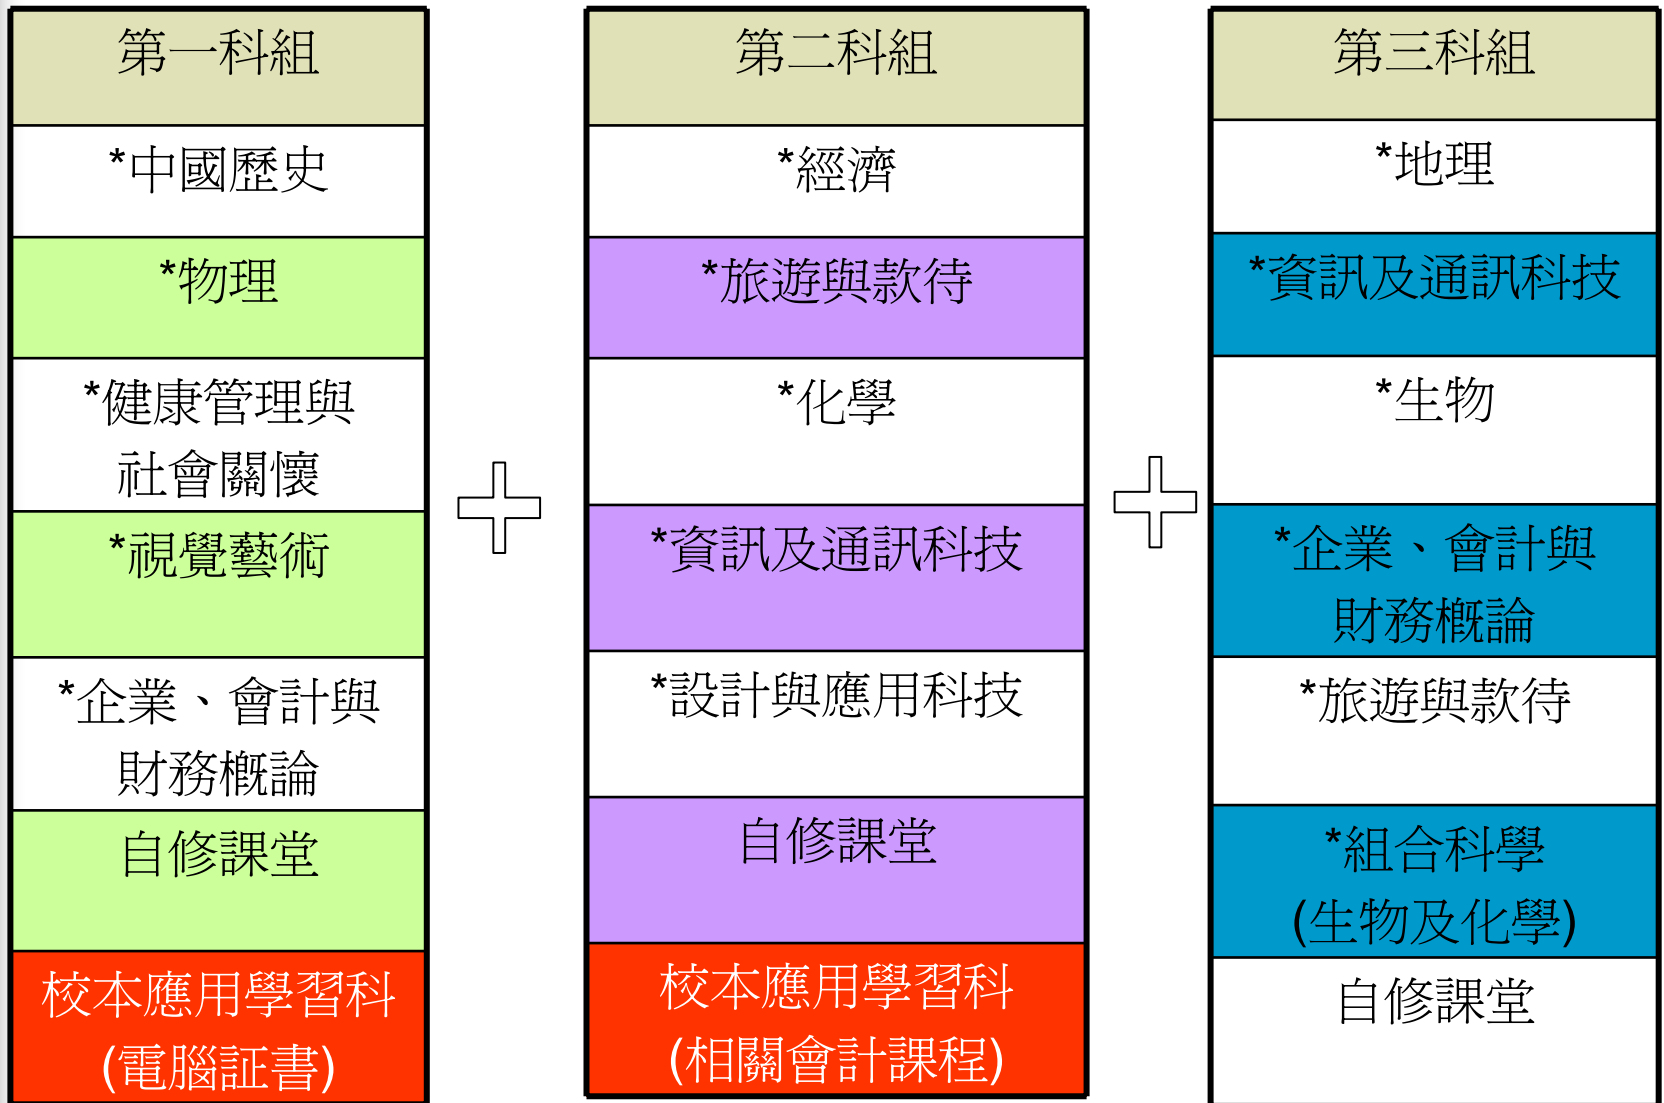 第一科組
*中國歷史
*物理
*健康管理與
社會關懷
*視覺藝術
*企業、會計與
財務概論
自修課堂
校本應用學習科
(電腦証書)
第二科組
*經濟
*旅遊與款待
*化學
*資訊及通訊科技
*設計與應用科技
自修課堂
校本應用學習科
(相關會計課程)
第三科組
*地理
*資訊及通訊科技
*生物
*企業、會計與
財務概論
*旅遊與款待
*組合科學
(生物及化學)
自修課堂